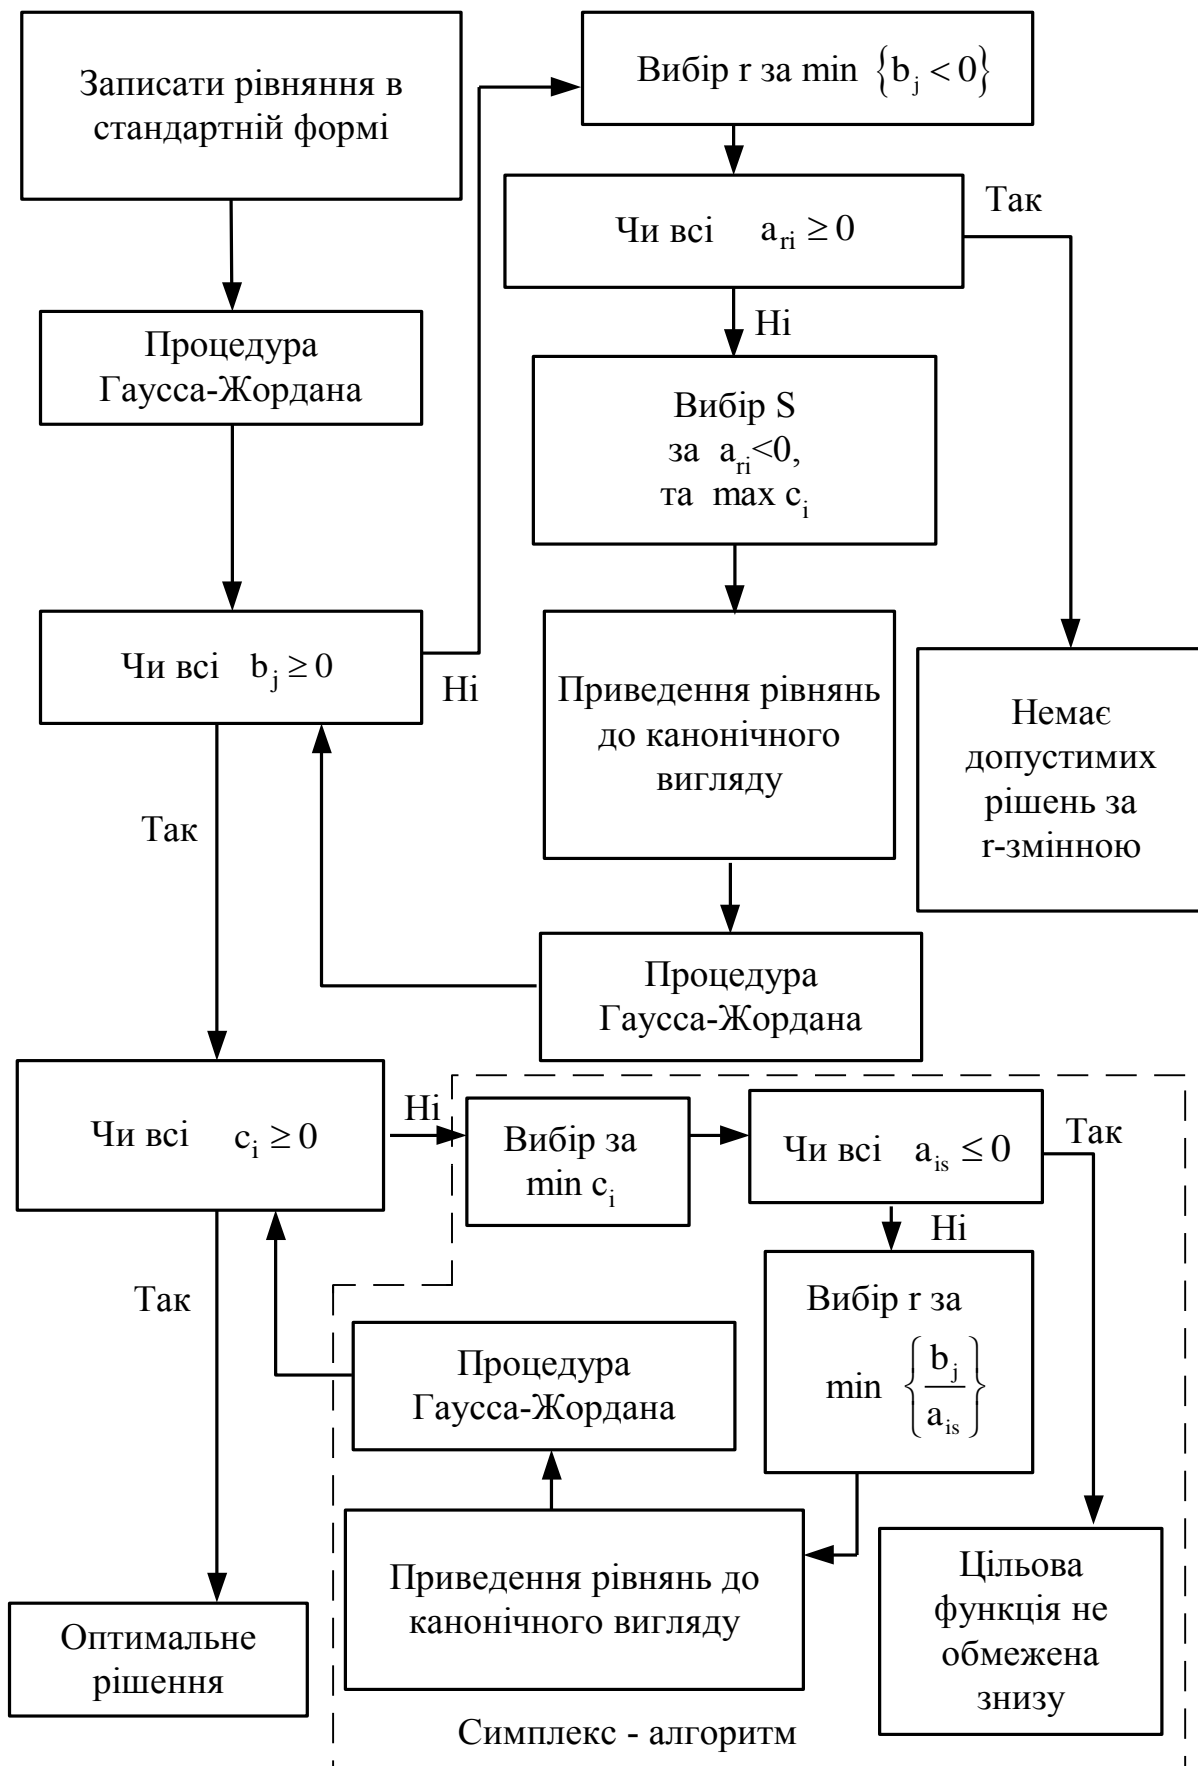 Записати рівняння в
стандартній формі
Вибір r за min {b_j < 0}
Чи всі a_ri ≥ 0
Так
Ні
Процедура
Гаусса-Жордана
Вибір S
за a_ri<0,
та max c_i
Чи всі b_j ≥ 0
Ні
Приведення рівнянь
до канонічного
вигляду
Немає
допустимих
рішень за
r-змінною
Так
Процедура
Гаусса-Жордана
Чи всі c_i ≥ 0
Ні
Вибір за
min c_i
Чи всі a_is ≤ 0
Так
Ні
Так
Вибір r за
min {b_j / a_is}
Процедура
Гаусса-Жордана
Приведення рівнянь до
канонічного вигляду
Цільова
функція не
обмежена
знизу
Оптимальне
рішення
Симплекс - алгоритм